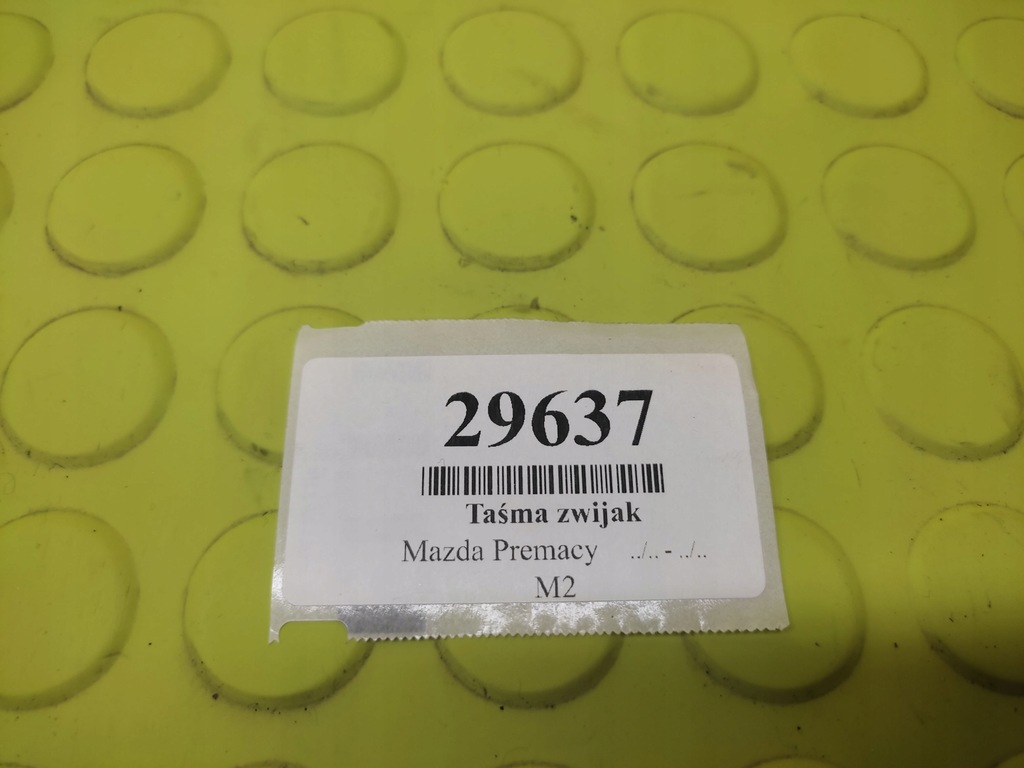 29637
Taśma zwijak
Mazda Premacy ../.. - ../..
M2